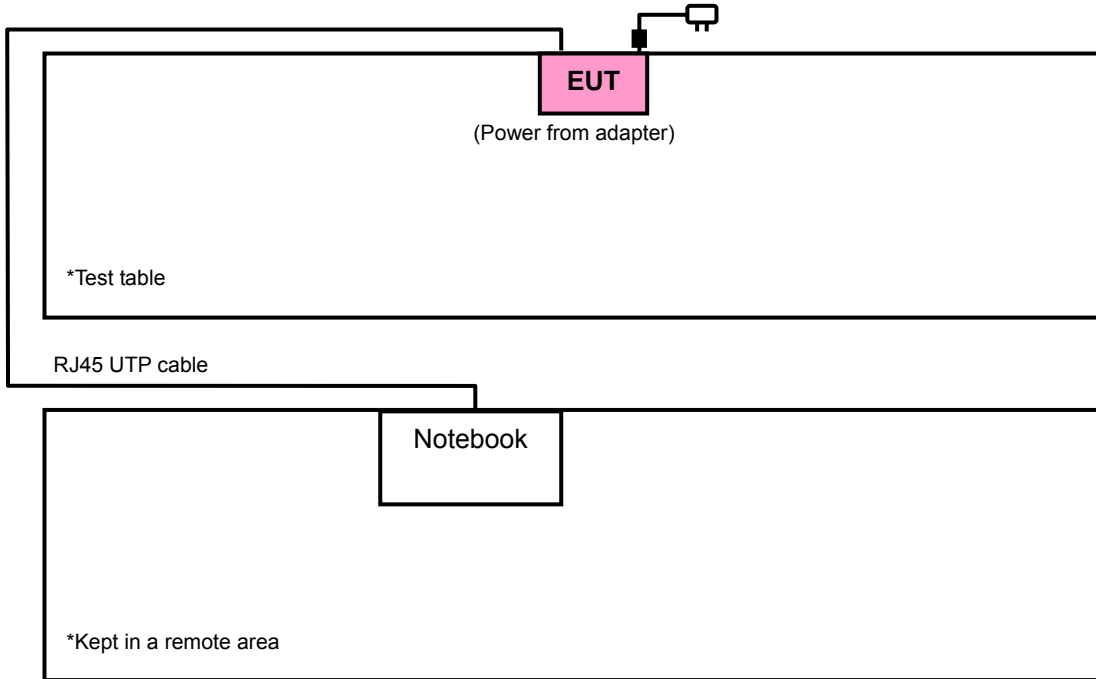 EUT
(Power from adapter)
*Test table
RJ45 UTP cable
Notebook
*Kept in a remote area